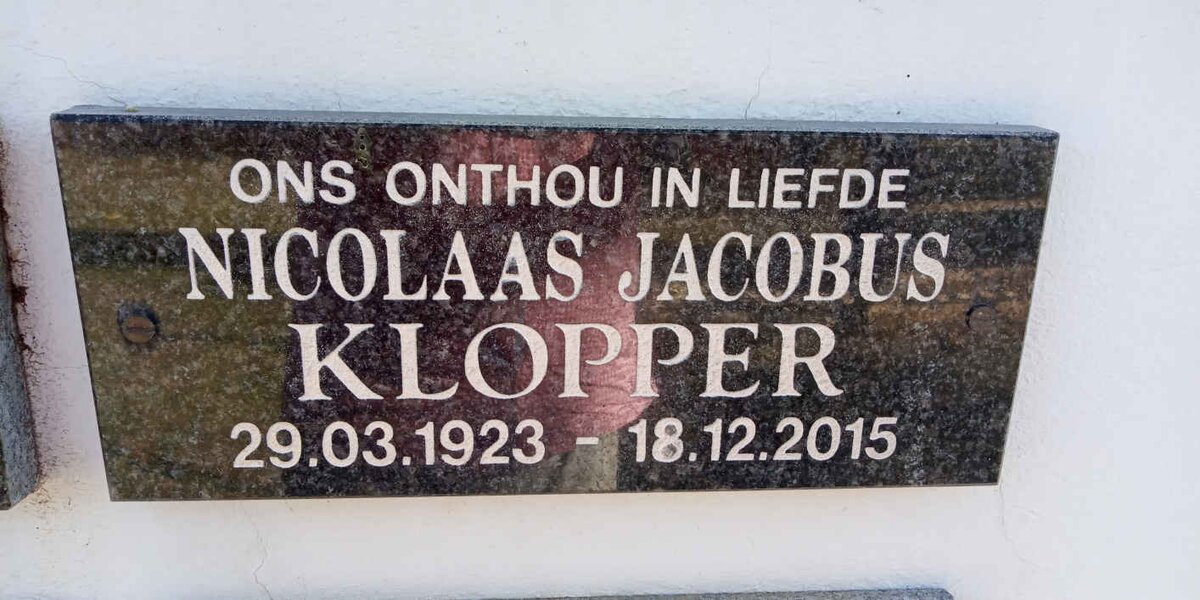 ONS ONTHOU IN LIEFDE
NICOLAAS JACOBUS
KLOPPER
29.03.1923 - 18.12.2015